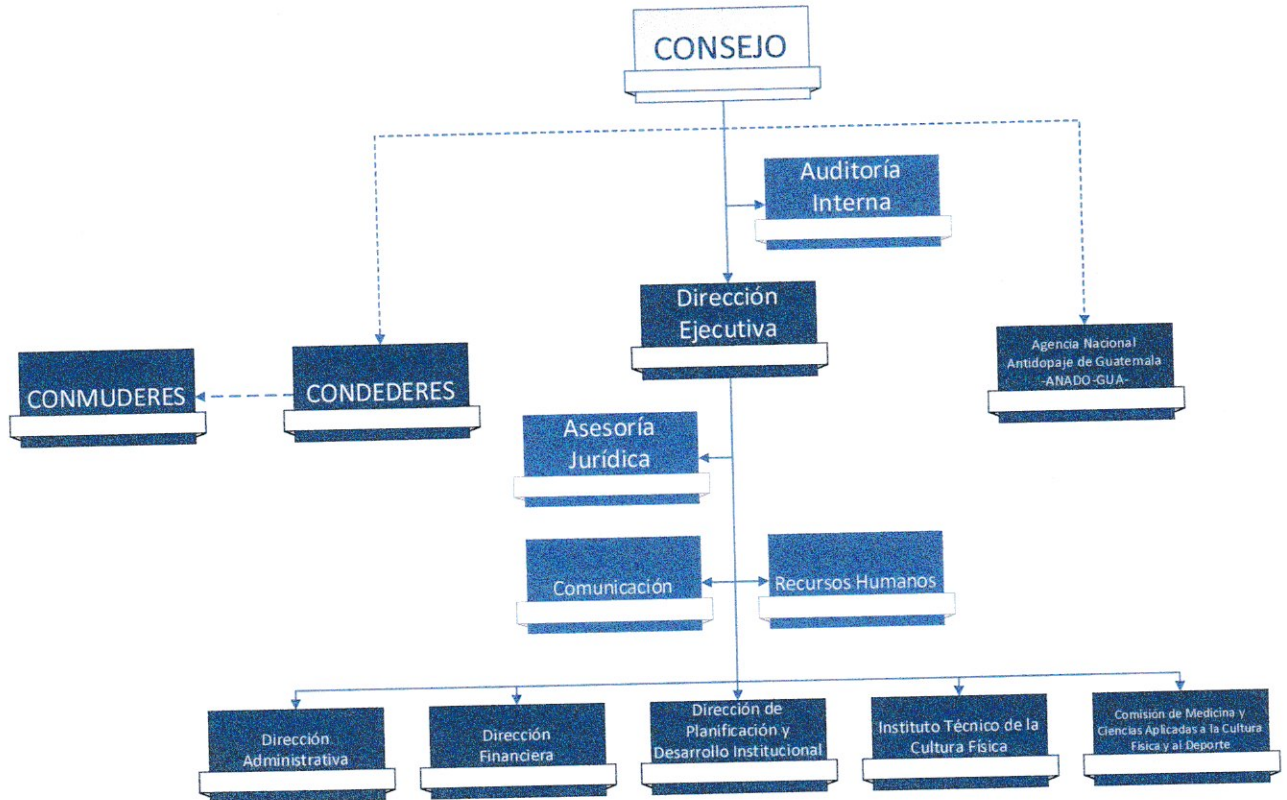 CONSEJO
Auditoría
Interna
Dirección
Ejecutiva
Agencia Nacional
Antidopaje de Guatemala
-ANADO-GUA-
CONMUDERES
CONDEDERES
Asesoría
Jurídica
Comunicación
Recursos Humanos
Dirección
Administrativa
Dirección
Financiera
Dirección de
Planificación y
Desarrollo Institucional
Instituto Técnico de la
Cultura Física
Comisión de Medicina y
Ciencias Aplicadas a la Cultura
Física y al Deporte